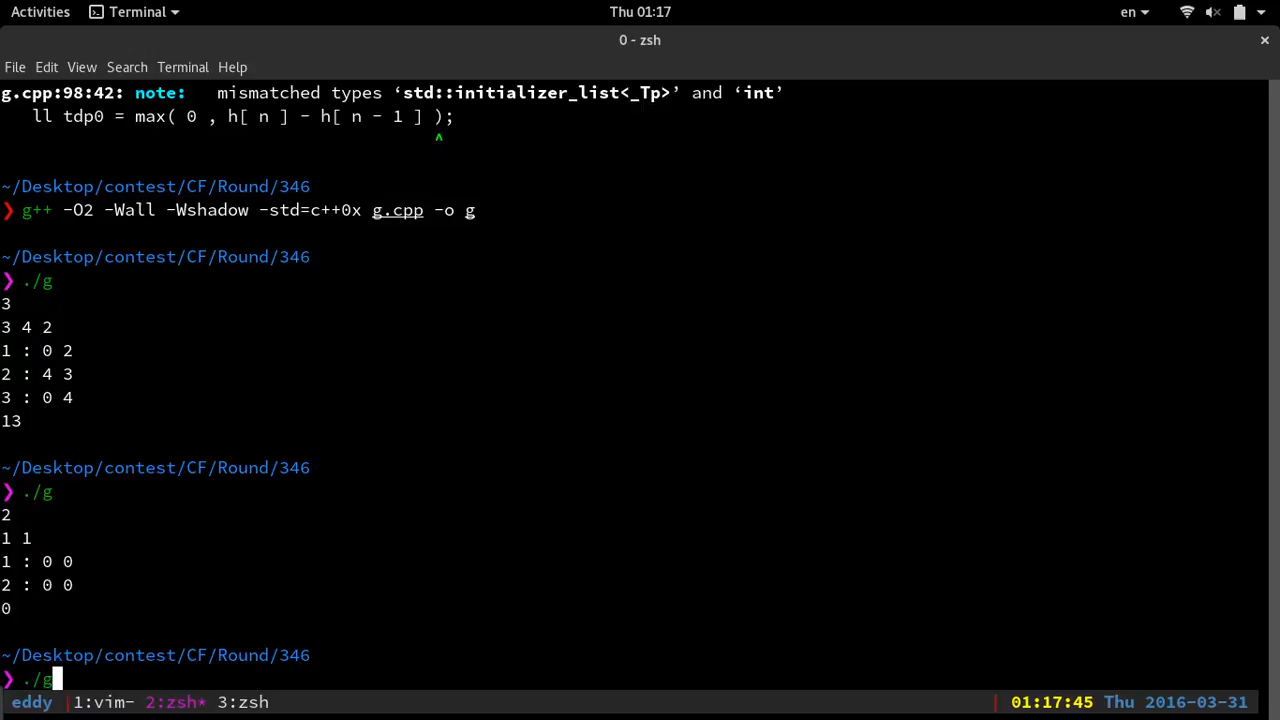 Activities Terminal Thu 01:17 en
0 - zsh
File Edit View Search Terminal Help
g.cpp:98:42: note:   mismatched types ‘std::initializer_list<_Tp>’ and ‘int’
   ll tdp0 = max( 0 , h[ n ] - h[ n - 1 ] );
                                          ^
~/Desktop/contest/CF/Round/346
❯ g++ -O2 -Wall -Wshadow -std=c++0x g.cpp -o g
~/Desktop/contest/CF/Round/346
❯ ./g
3
3 4 2
1 : 0 2
2 : 4 3
3 : 0 4
13
~/Desktop/contest/CF/Round/346
❯ ./g
2
1 1
1 : 0 0
2 : 0 0
0
~/Desktop/contest/CF/Round/346
❯ ./g
eddy |1:vim- 2:zsh* 3:zsh | 01:17:45 Thu 2016-03-31